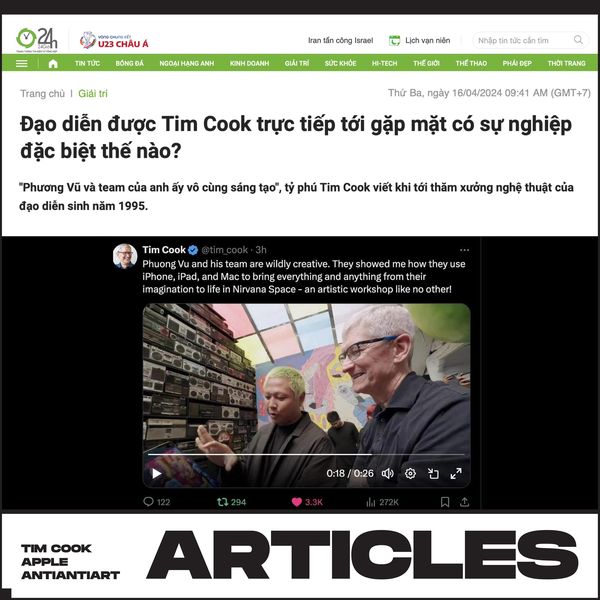 24h
VÒNG CHUNG KẾT
U23 CHÂU Á
Iran tấn công Israel
Lịch vạn niên
Nhập tin tức cần tìm
TIN TỨC BÓNG ĐÁ NGOẠI HẠNG ANH KINH DOANH GIẢI TRÍ SỨC KHỎE HI-TECH THẾ GIỚI THỂ THAO PHÁI ĐẸP THỜI TRANG
Trang chủ | Giải trí
Thứ Ba, ngày 16/04/2024 09:41 AM (GMT+7)
Đạo diễn được Tim Cook trực tiếp tới gặp mặt có sự nghiệp
đặc biệt thế nào?
"Phương Vũ và team của anh ấy vô cùng sáng tạo", tỷ phú Tim Cook viết khi tới thăm xưởng nghệ thuật của
đạo diễn sinh năm 1995.
Tim Cook @tim_cook · 3h
Phuong Vu and his team are wildly creative. They showed me how they use
iPhone, iPad, and Mac to bring everything and anything from their
imagination to life in Nirvana Space – an artistic workshop like no other!
0:18 / 0:26
122 294 3.3K 272K
TIM COOK
APPLE
ANTIANTIART
ARTICLES